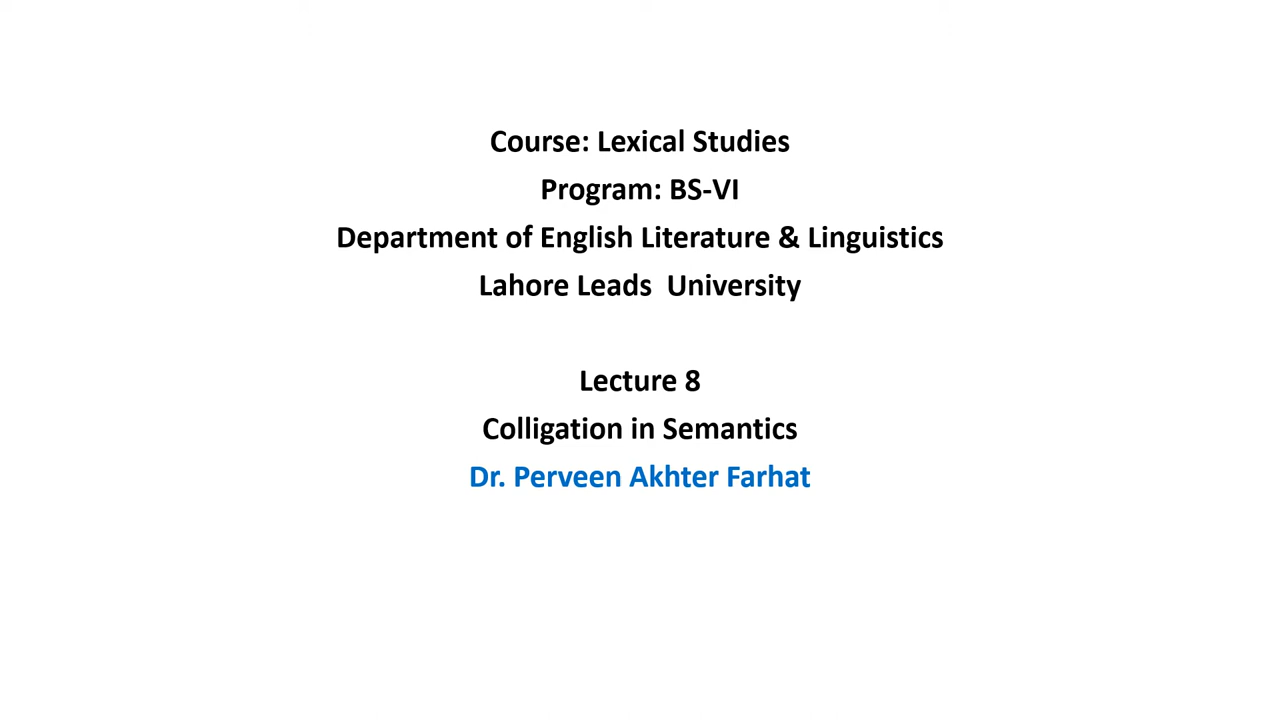 Course: Lexical Studies
Program: BS-VI
Department of English Literature & Linguistics
Lahore Leads  University
Lecture 8
Colligation in Semantics
Dr. Perveen Akhter Farhat